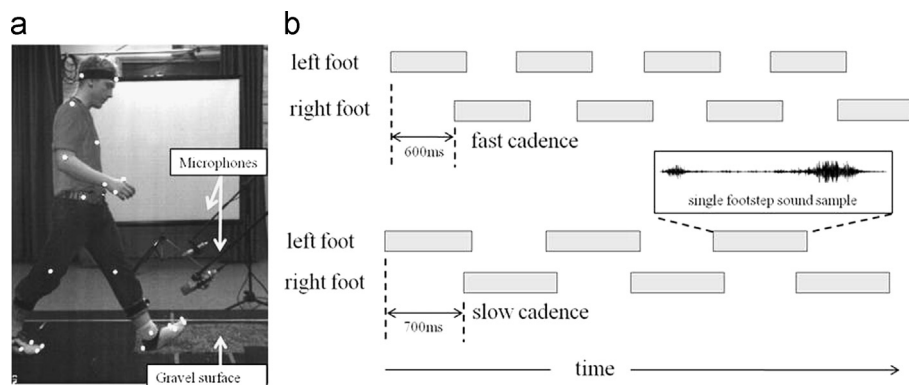 a
Microphones
Gravel surface
b
left foot
right foot
600ms
fast cadence
single footstep sound sample
left foot
right foot
700ms
slow cadence
time